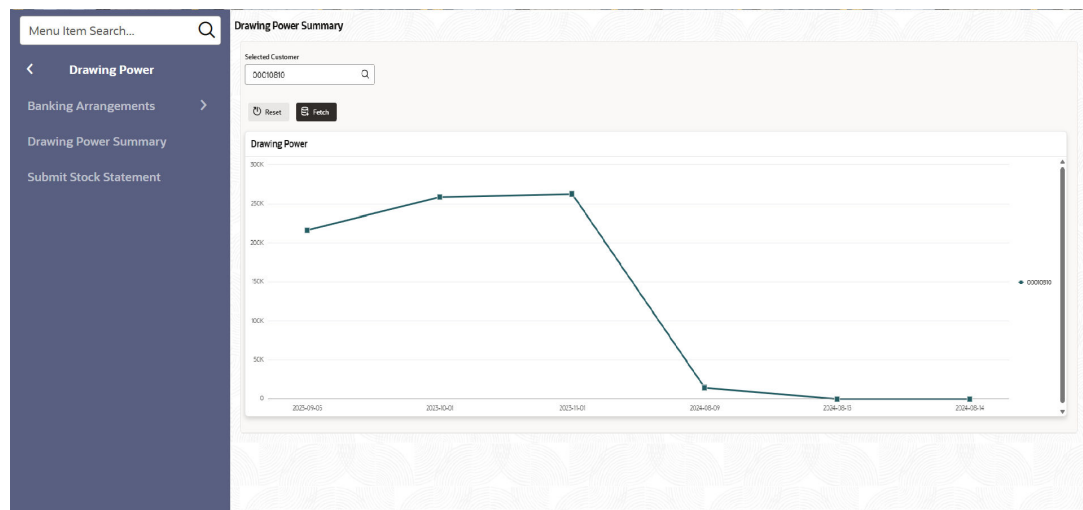 Menu Item Search...
Drawing Power
Banking Arrangements
Drawing Power Summary
Submit Stock Statement
Drawing Power Summary
Selected Customer
00010810
Reset
Fetch
Drawing Power
300K
250K
200K
150K
100K
50K
0
2023-09-05
2023-10-01
2023-11-01
2024-08-09
2024-08-13
2024-08-14
00010810